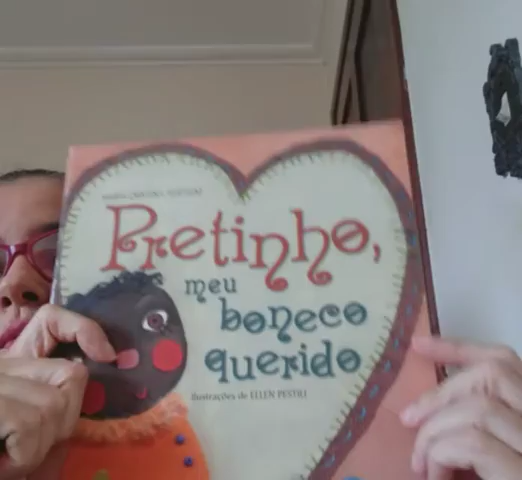 Pretinho,
meu
boneco
querido
Ilustrações de ELLEN PESTILI